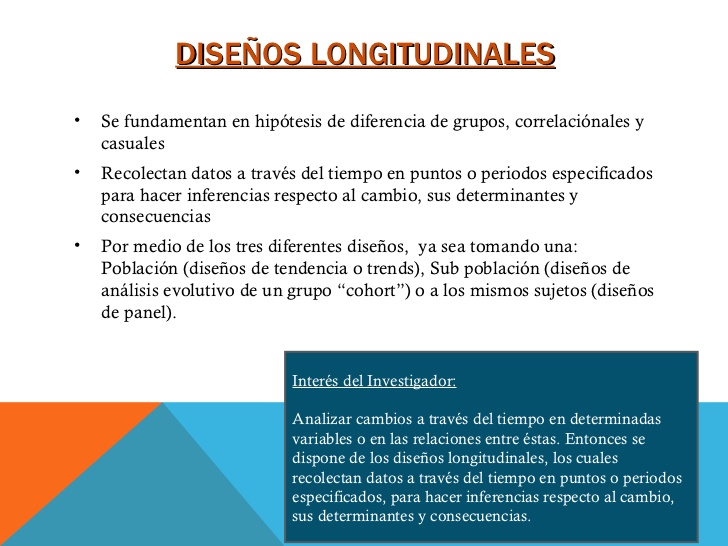 DISEÑOS LONGITUDINALES
• Se fundamentan en hipótesis de diferencia de grupos, correlaciónales y
casuales
• Recolectan datos a través del tiempo en puntos o periodos especificados
para hacer inferencias respecto al cambio, sus determinantes y
consecuencias
• Por medio de los tres diferentes diseños, ya sea tomando una:
Población (diseños de tendencia o trends), Sub población (diseños de
análisis evolutivo de un grupo “cohort”) o a los mismos sujetos (diseños
de panel).
Interés del Investigador:
Analizar cambios a través del tiempo en determinadas
variables o en las relaciones entre éstas. Entonces se
dispone de los diseños longitudinales, los cuales
recolectan datos a través del tiempo en puntos o periodos
especificados, para hacer inferencias respecto al cambio,
sus determinantes y consecuencias.